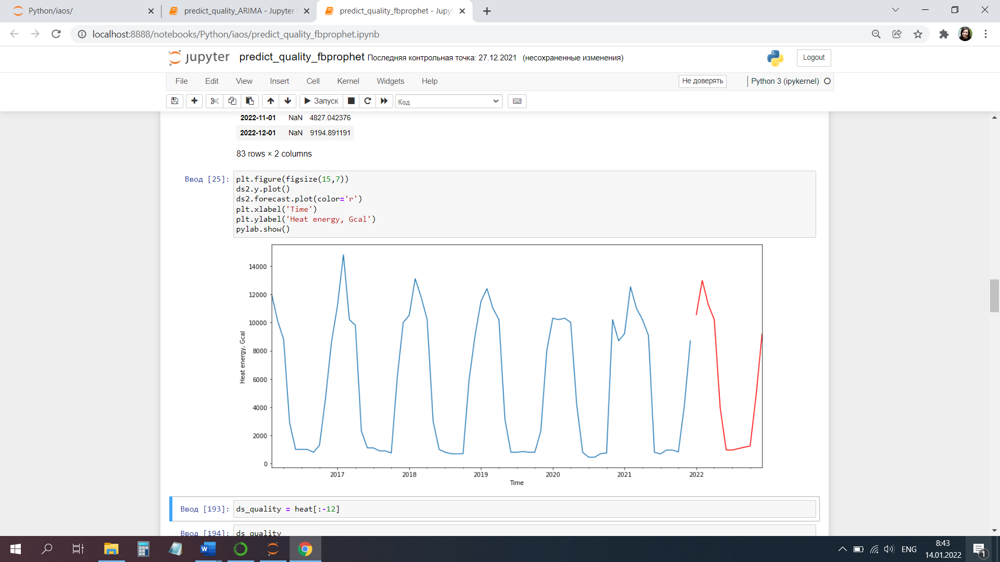 Python/iaos/
predict_quality_ARIMA - Jupyter
predict_quality_fbprophet - Jupyt
localhost:8888/notebooks/Python/iaos/predict_quality_fbprophet.ipynb
jupyter predict_quality_fbprophet Последняя контрольная точка: 27.12.2021 (несохраненные изменения)
Logout
File Edit View Insert Cell Kernel Widgets Help
Не доверять
Python 3 (ipykernel)
Запуск
Код
2022-11-01 NaN 4827.042376
2022-12-01 NaN 9194.891191
83 rows × 2 columns
Ввод [25]: plt.figure(figsize(15,7))
ds2.y.plot()
ds2.forecast.plot(color='r')
plt.xlabel('Time')
plt.ylabel('Heat energy, Gcal')
pylab.show()
14000
12000
10000
8000
6000
4000
2000
0
Heat energy, Gcal
2017 2018 2019 2020 2021 2022
Time
Ввод [193]: ds_quality = heat[:-12]
Ввод [194]: ds_quality
ENG
8:43
14.01.2022
1